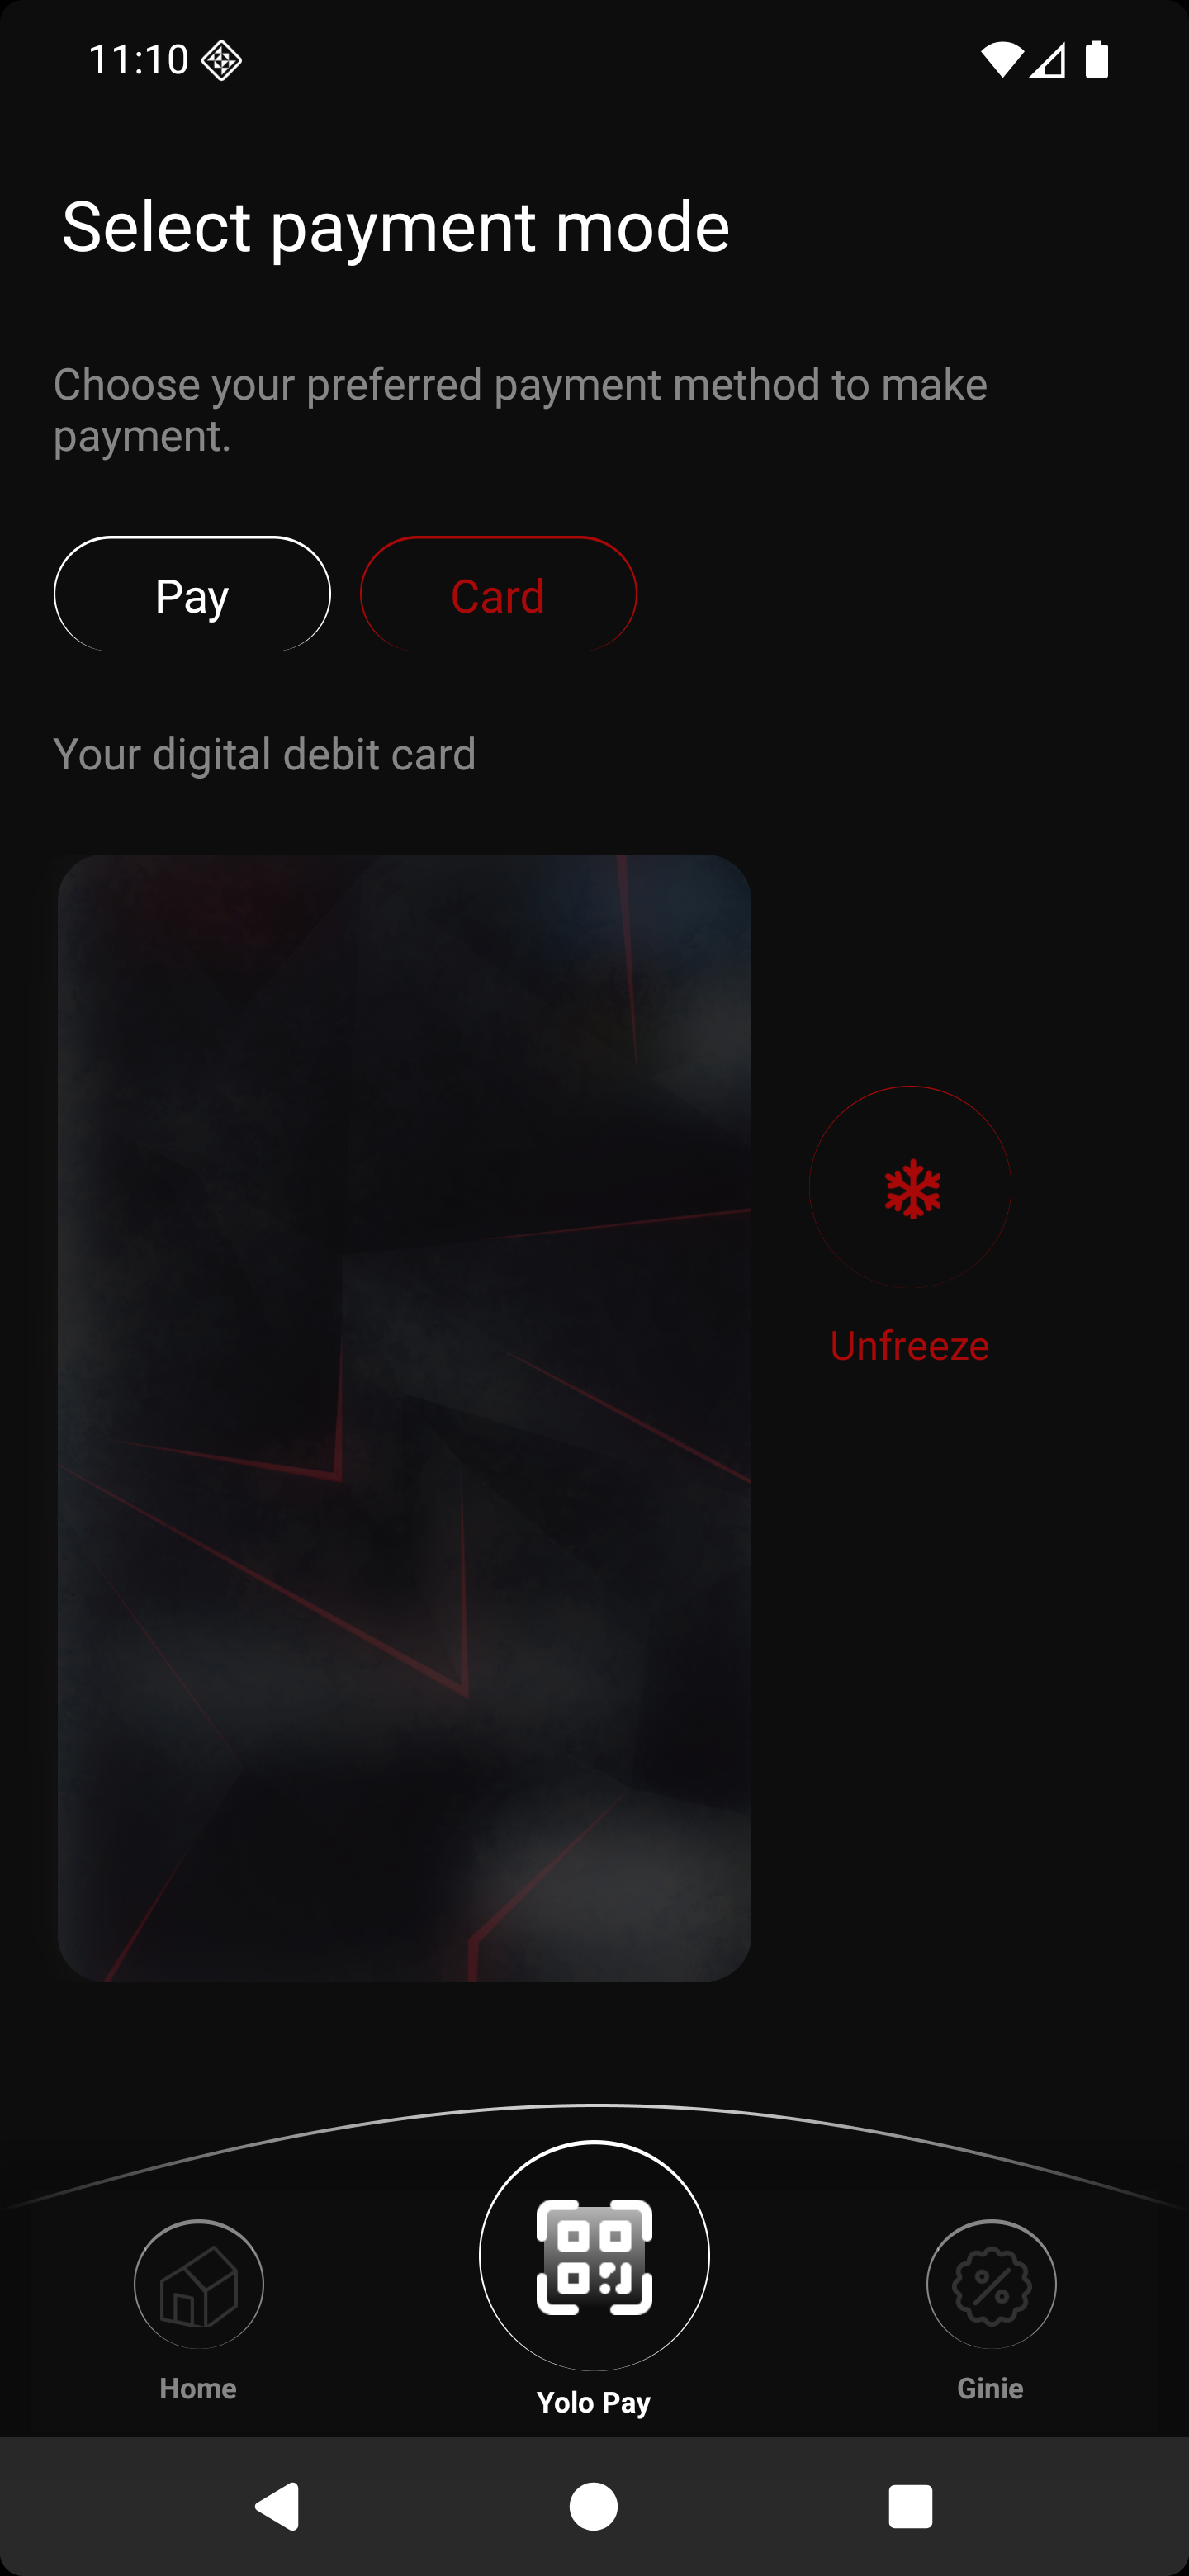 11:10
Select payment mode
Choose your preferred payment method to make
payment.
Pay
Card
Your digital debit card
Unfreeze
Home
Yolo Pay
Ginie